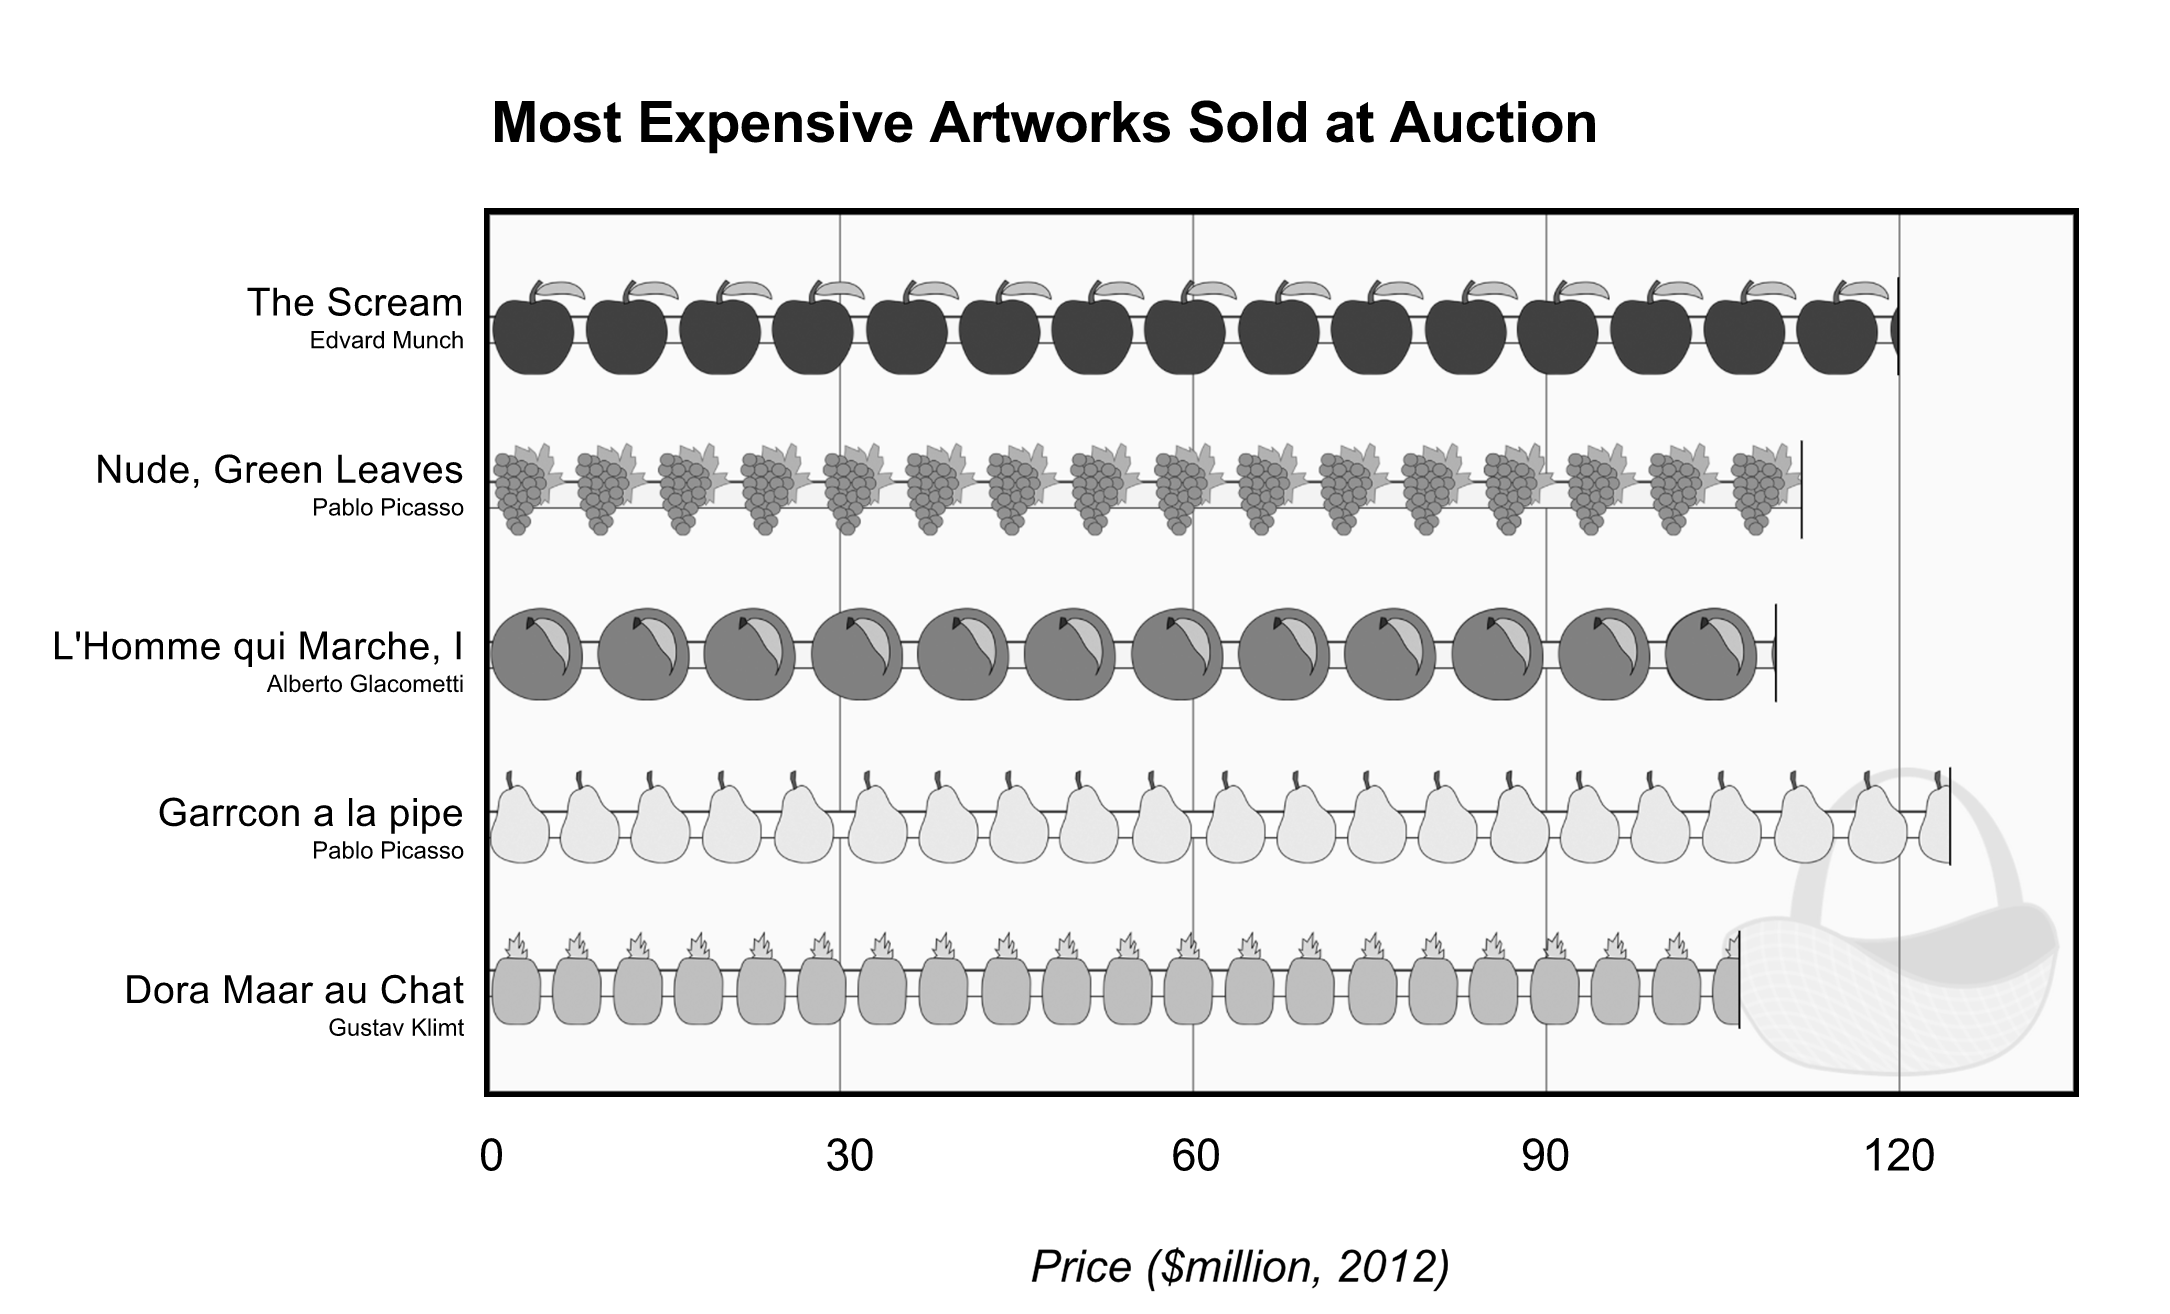 Most Expensive Artworks Sold at Auction
The Scream
Edvard Munch
Nude, Green Leaves
Pablo Picasso
L'Homme qui Marche, I
Alberto Glacometti
Garrcon a la pipe
Pablo Picasso
Dora Maar au Chat
Gustav Klimt
0 30 60 90 120
Price ($million, 2012)